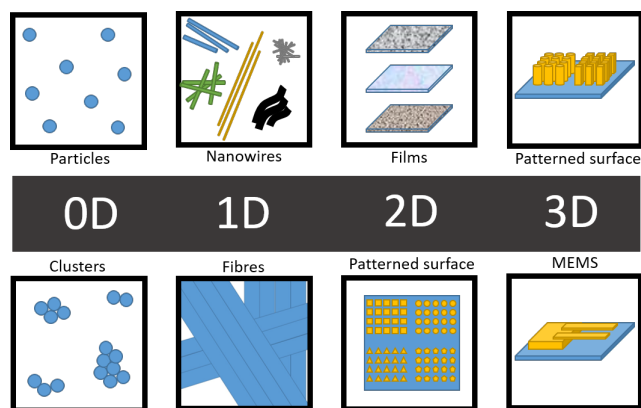 Particles
Nanowires
Films
Patterned surface
0D
1D
2D
3D
Clusters
Fibres
Patterned surface
MEMS